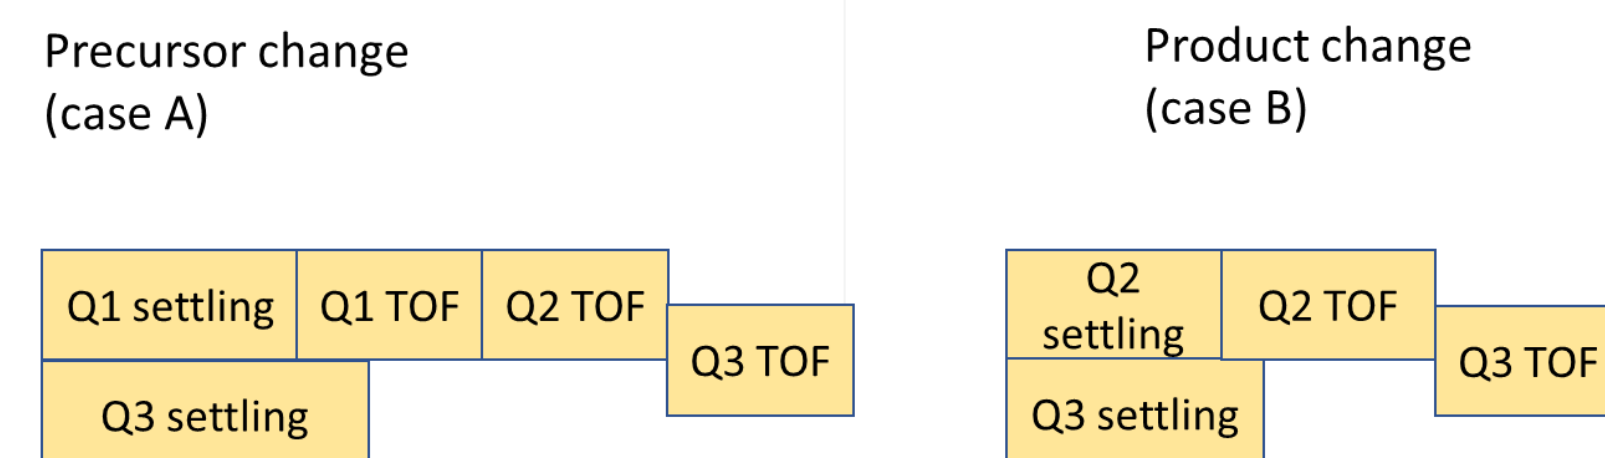 Precursor change
(case A)
Product change
(case B)
Q1 settling
Q1 TOF
Q2 TOF
Q3 TOF
Q3 settling
Q2
settling
Q2 TOF
Q3 TOF
Q3 settling